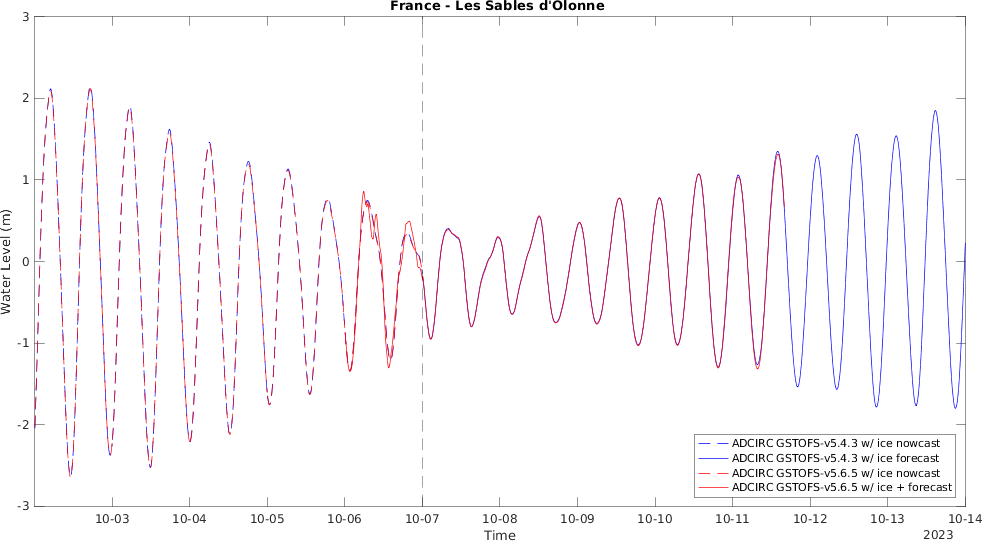 France - Les Sables d'Olonne
3
2
1
0
-1
-2
-3
Water Level (m)
10-03 10-04 10-05 10-06 10-07 10-08 10-09 10-10 10-11 10-12 10-13 10-14
Time
2023
ADCIRC GSTOFS-v5.4.3 w/ ice nowcast
ADCIRC GSTOFS-v5.4.3 w/ ice forecast
ADCIRC GSTOFS-v5.6.5 w/ ice nowcast
ADCIRC GSTOFS-v5.6.5 w/ ice + forecast